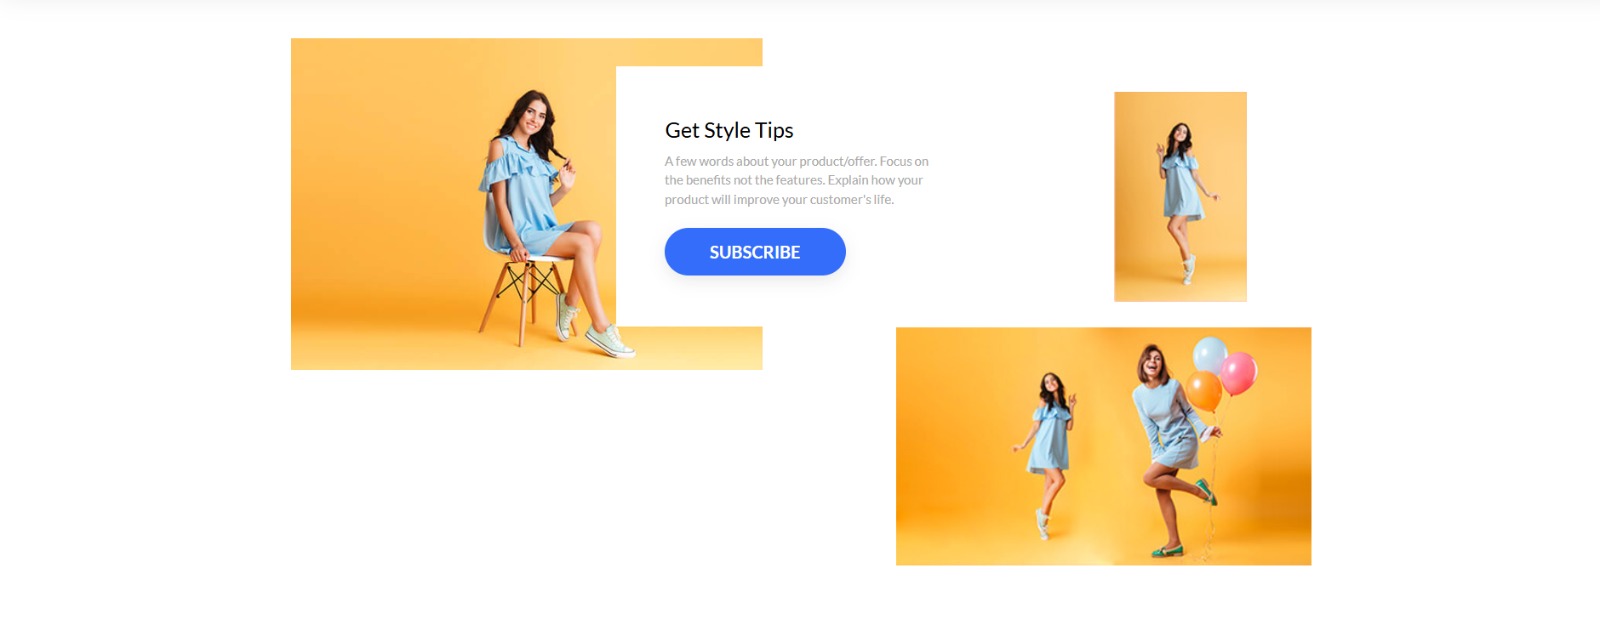 Get Style Tips
A few words about your product/offer. Focus on
the benefits not the features. Explain how your
product will improve your customer's life.
SUBSCRIBE